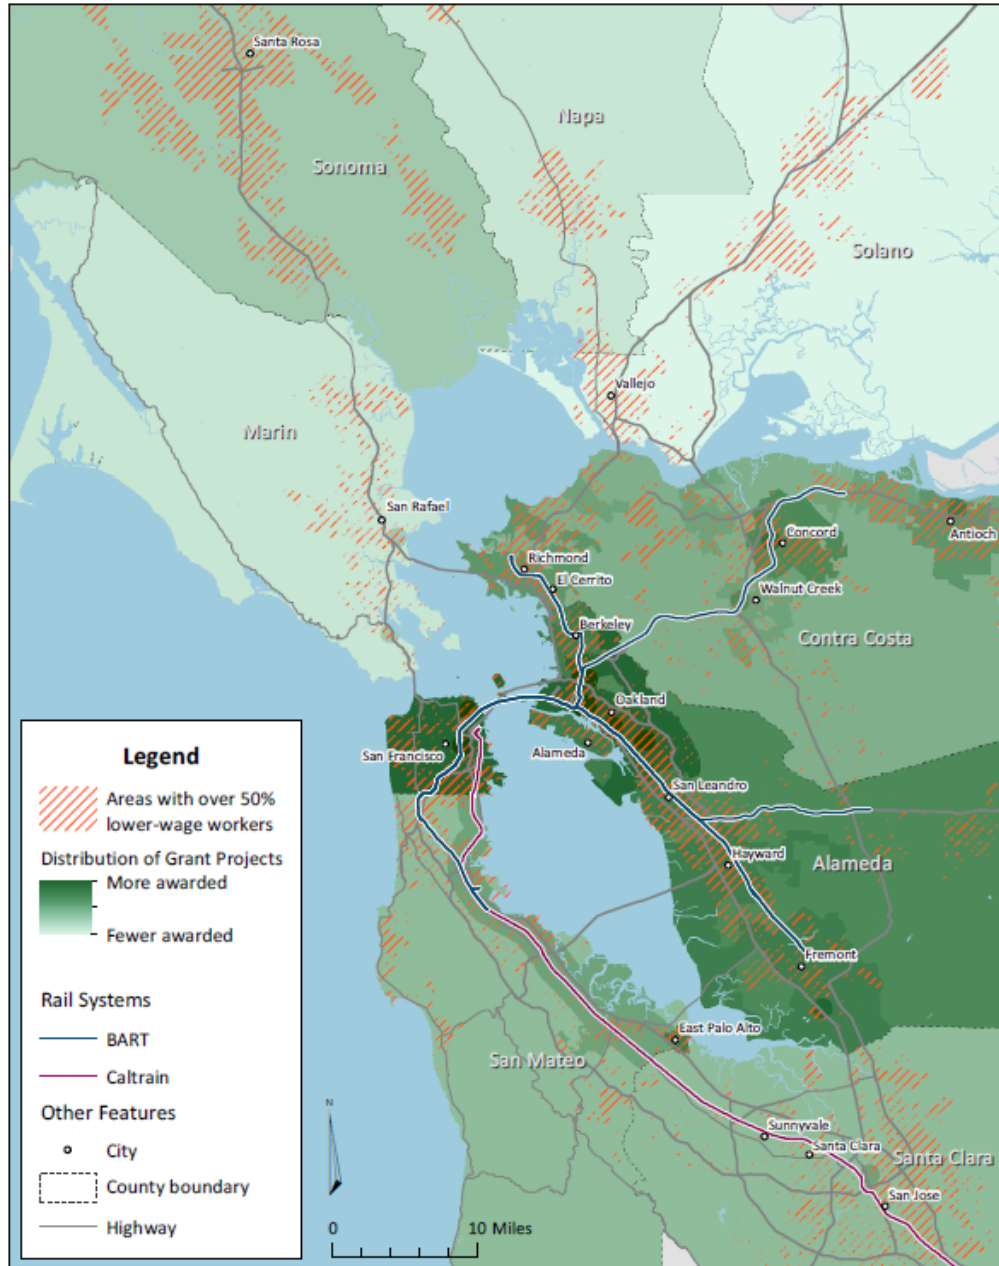 Santa Rosa
Napa
Sonoma
Solano
Vallejo
Marin
San Rafael
Antioch
Concord
Richmond
El Cerrito
Walnut Creek
Berkeley
Contra Costa
Oakland
San Francisco
Alameda
San Leandro
Hayward
Alameda
Fremont
East Palo Alto
San Mateo
Sunnyvale
Santa Clara
Santa Clara
San Jose
Legend
Areas with over 50%
lower-wage workers
Distribution of Grant Projects
More awarded
Fewer awarded
Rail Systems
BART
Caltrain
Other Features
City
County boundary
Highway
N
0 10 Miles